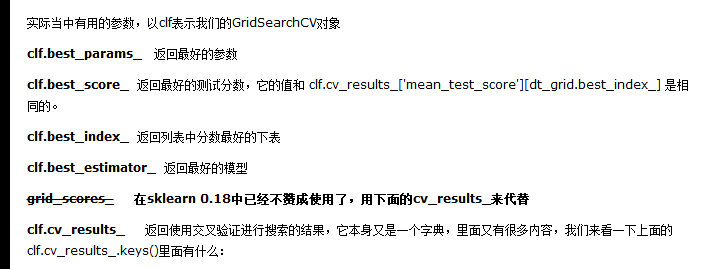 实际当中有用的参数，以clf表示我们的GridSearchCV对象
clf.best_params_ 返回最好的参数
clf.best_score_ 返回最好的测试分数，它的值和 clf.cv_results_['mean_test_score'][dt_grid.best_index_] 是相
同的。
clf.best_index_ 返回列表中分数最好的下表
clf.best_estimator_ 返回最好的模型
grid_scores_ 在sklearn 0.18中已经不赞成使用了，用下面的cv_results_来代替
clf.cv_results_ 返回使用交叉验证进行搜索的结果，它本身又是一个字典，里面又有很多内容，我们来看一下上面的
clf.cv_results_.keys()里面有什么：